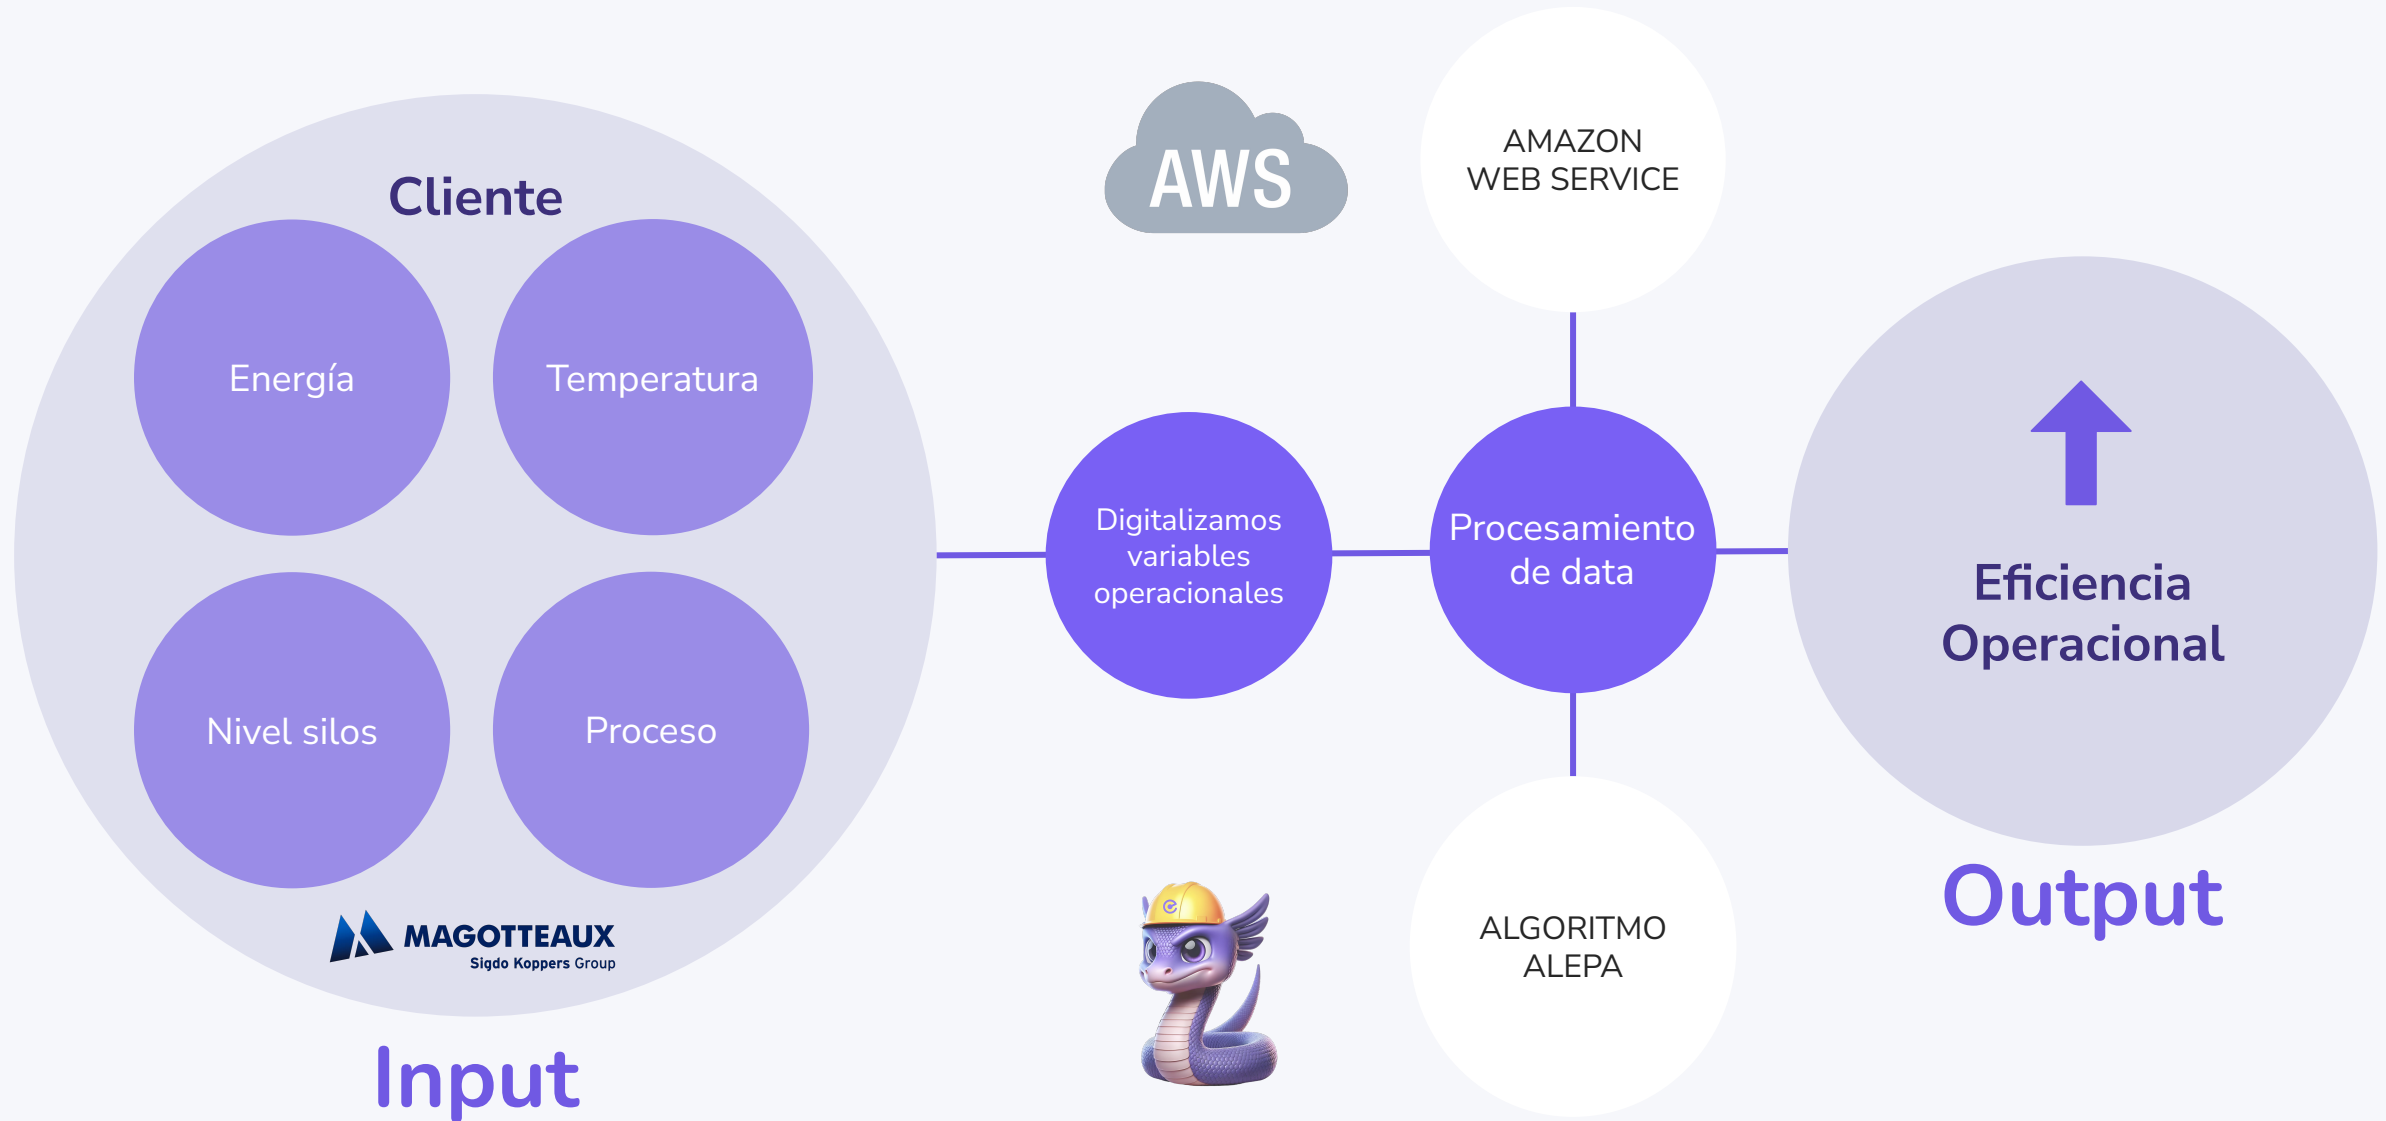 Cliente
Energía
Temperatura
Nivel silos
Proceso
MAGOTTEAUX
Sigdo Koppers Group
Input
AWS
AMAZON
WEB SERVICE
Digitalizamos
variables
operacionales
Procesamiento
de data
ALGORITMO
ALEPA
Eficiencia
Operacional
Output